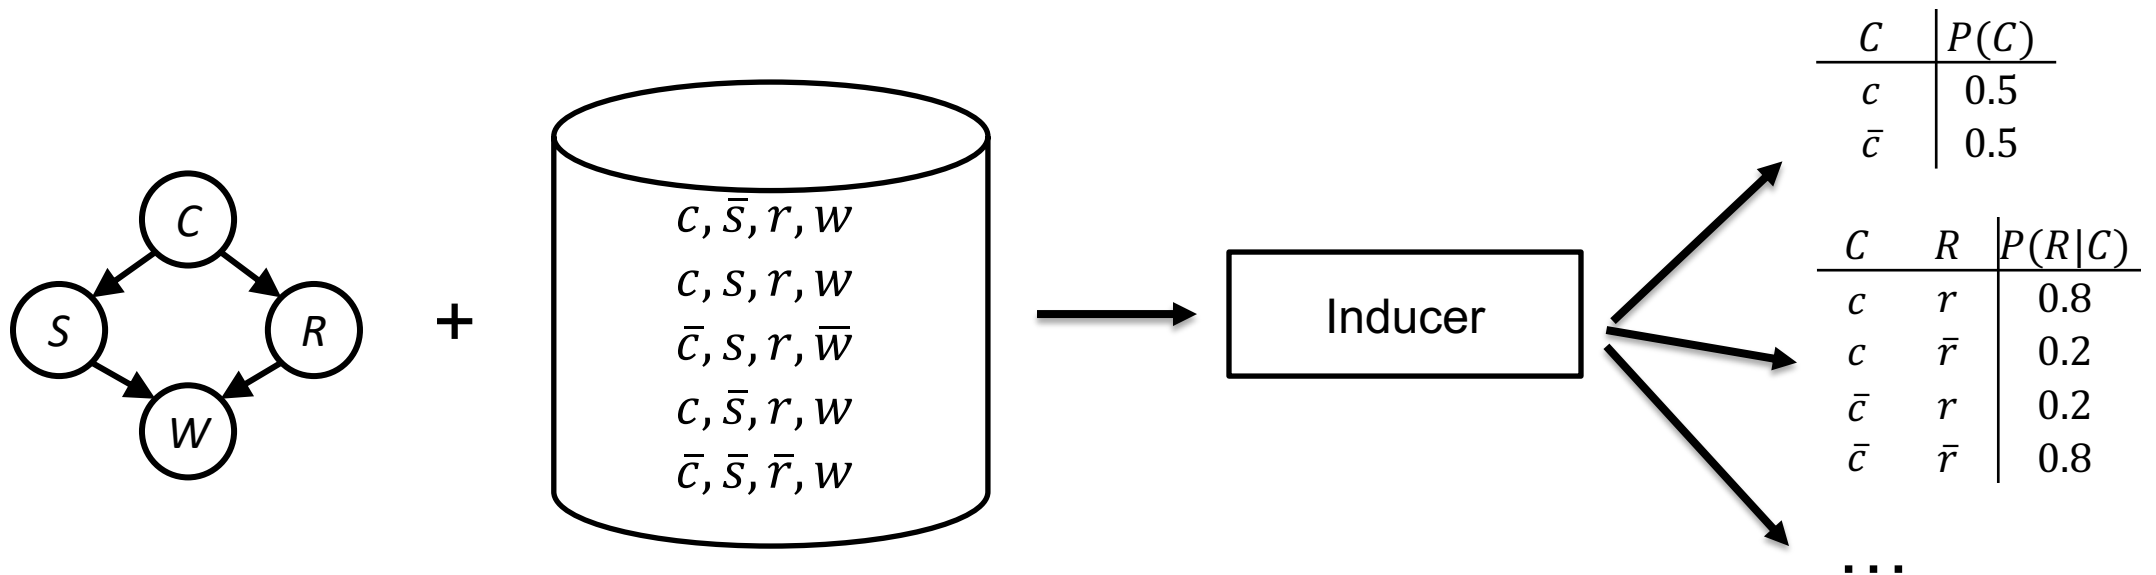 C
S R
W
+
c, s̅, r, w
c, s, r, w
c̅, s, r, w̅
c, s̅, r, w
c̅, s̅, r̅, w
Inducer
C P(C)
c 0.5
c̅ 0.5
C R P(R|C)
c r 0.8
c r̅ 0.2
c̅ r 0.2
c̅ r̅ 0.8
...